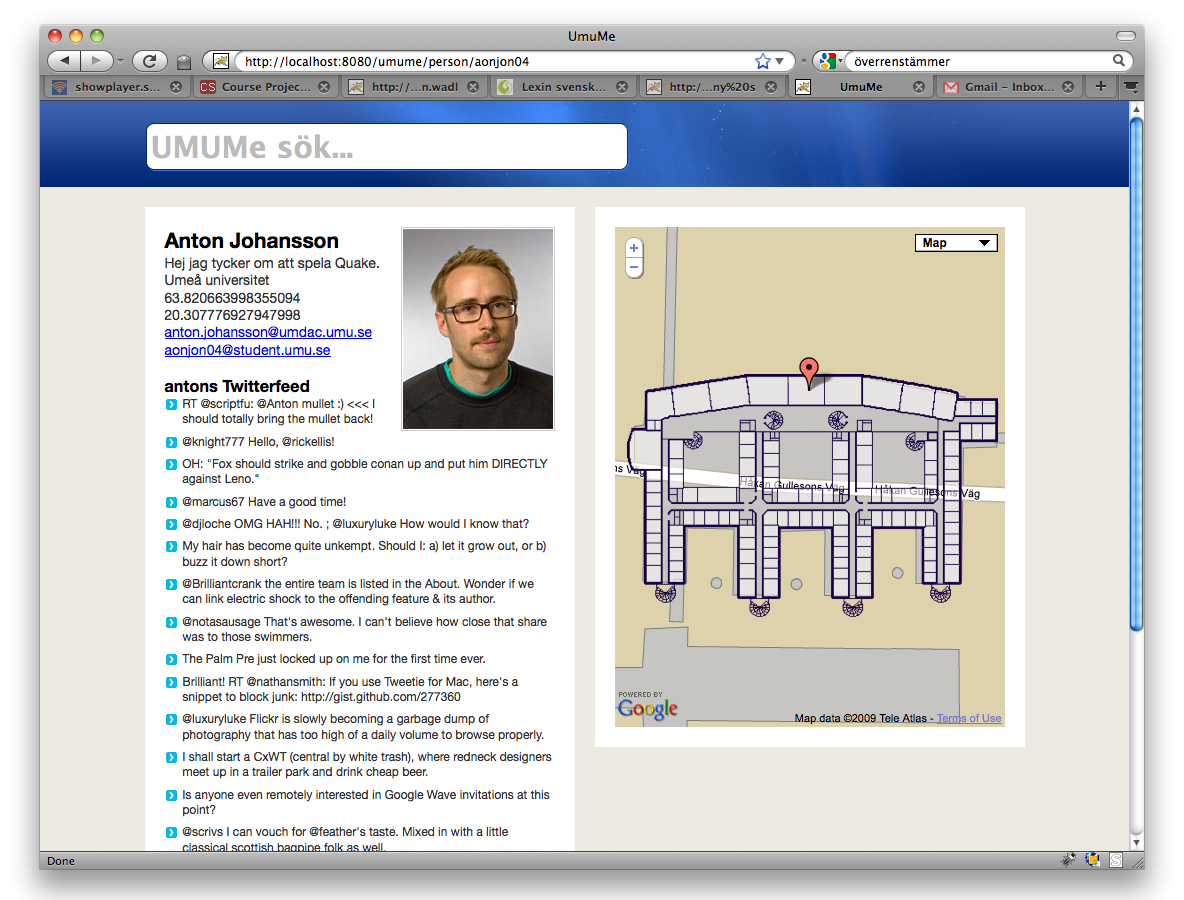 UmuMe
http://localhost:8080/umume/person/aonjon04
överrenstämmer
showplayer.s...
Course Projec...
http:/...n.wadl
Lexin svensk...
http:/...ny%20s
UmuMe
Gmail – Inbox...
UMUMe sök...
Anton Johansson
Hej jag tycker om att spela Quake.
Umeå universitet
63.820663998355094
20.307776927947998
anton.johansson@umdac.umu.se
aonjon04@student.umu.se
antons Twitterfeed
RT @scriptfu: @Anton mullet :) <<< I
should totally bring the mullet back!
@knight777 Hello, @rickellis!
OH: "Fox should strike and gobble conan up and put him DIRECTLY
against Leno."
@marcus67 Have a good time!
@djloche OMG HAH!!! No. ; @luxuryluke How would I know that?
My hair has become quite unkempt. Should I: a) let it grow out, or b)
buzz it down short?
@Brilliantcrank the entire team is listed in the About. Wonder if we
can link electric shock to the offending feature & its author.
@notasausage That's awesome. I can't believe how close that share
was to those swimmers.
The Palm Pre just locked up on me for the first time ever.
Brilliant! RT @nathansmith: If you use Tweetie for Mac, here's a
snippet to block junk: http://gist.github.com/277360
@luxuryluke Flickr is slowly becoming a garbage dump of
photography that has too high of a daily volume to browse properly.
I shall start a CxWT (central by white trash), where redneck designers
meet up in a trailer park and drink cheap beer.
Is anyone even remotely interested in Google Wave invitations at this
point?
@scrivs I can vouch for @feather's taste. Mixed in with a little
classical scottish bagpipe folk as well.
Map
ns Väg
Håkan Gullesons Väg
Håkan Gullesons Väg
POWERED BY
Google
Map data ©2009 Tele Atlas - Terms of Use
Done